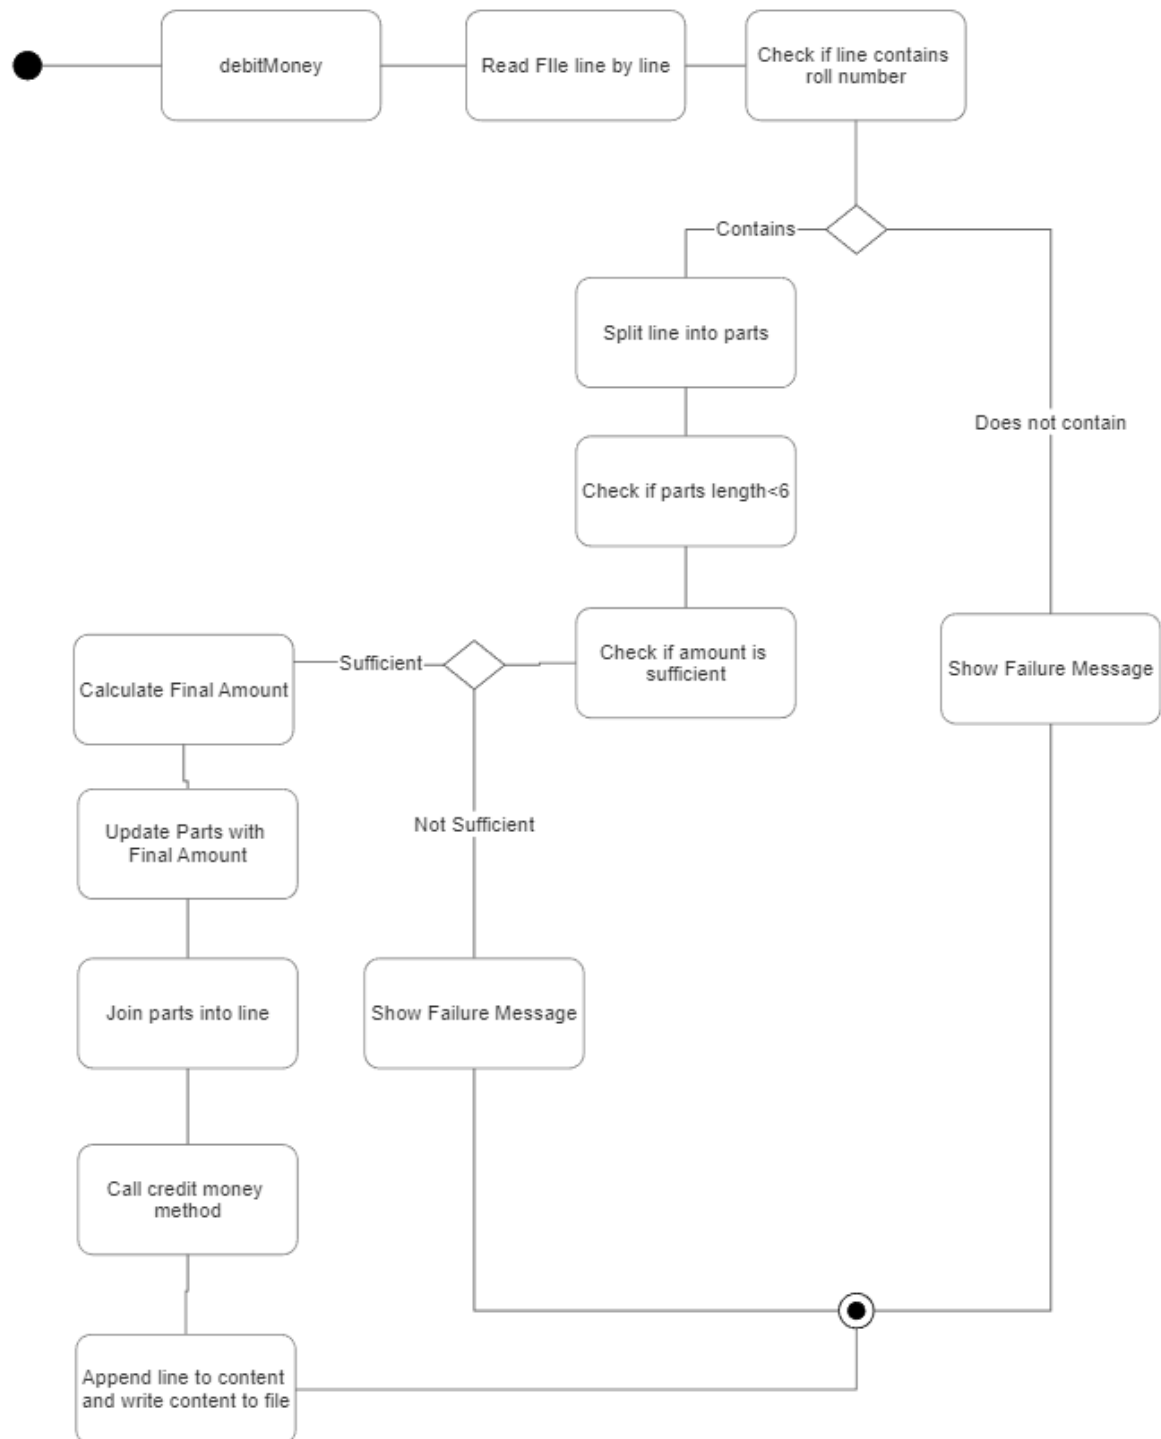 debitMoney
Read FIle line by line
Check if line contains
roll number
Contains
Split line into parts
Does not contain
Check if parts length<6
Check if amount is
sufficient
Sufficient
Calculate Final Amount
Show Failure Message
Not Sufficient
Update Parts with
Final Amount
Join parts into line
Show Failure Message
Call credit money
method
Append line to content
and write content to file